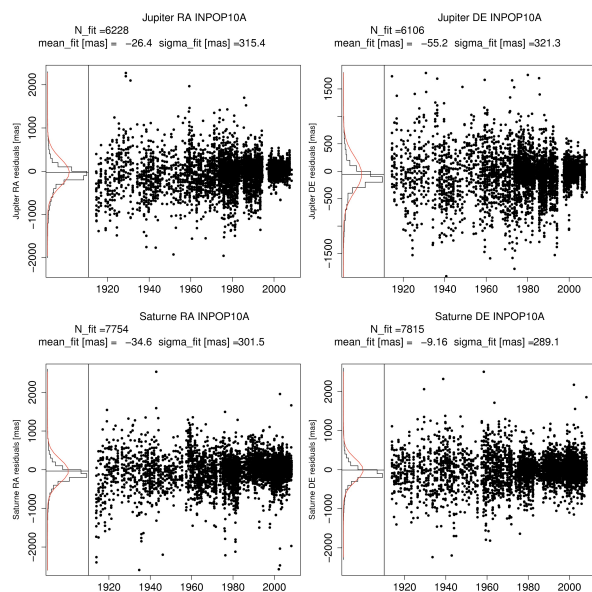 Jupiter RA INPOP10A
N_fit =6228
mean_fit [mas] = −26.4 sigma_fit [mas] =315.4
Jupiter RA residuals [mas]
2000
1000
0
−1000
−2000
1920 1940 1960 1980 2000
Jupiter DE INPOP10A
N_fit =6106
mean_fit [mas] = −55.2 sigma_fit [mas] =321.3
Jupiter DE residuals [mas]
1500
500
0
−500
−1500
1920 1940 1960 1980 2000
Saturne RA INPOP10A
N_fit =7754
mean_fit [mas] = −34.6 sigma_fit [mas] =301.5
Saturne RA residuals [mas]
2000
1000
0
−1000
−2000
1920 1940 1960 1980 2000
Saturne DE INPOP10A
N_fit =7815
mean_fit [mas] = −9.16 sigma_fit [mas] =289.1
Saturne DE residuals [mas]
2000
1000
0
−1000
−2000
1920 1940 1960 1980 2000